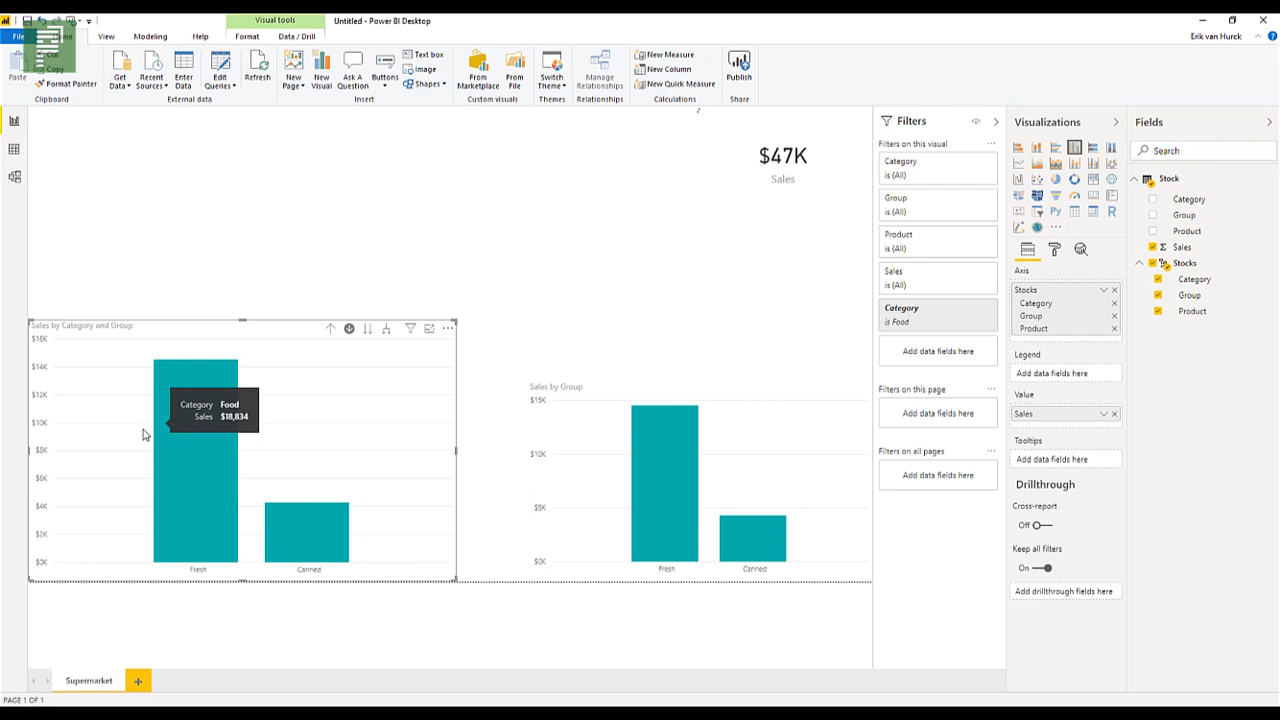 Visual tools
Untitled - Power BI Desktop
File
Home
View
Modeling
Help
Format
Data / Drill
Erik van Hurck
Paste
Cut
Copy
Format Painter
Clipboard
Get Data
Recent Sources
Enter Data
Edit Queries
External data
Refresh
New Page
New Visual
Ask A Question
Buttons
Text box
Image
Shapes
Insert
From Marketplace
From File
Custom visuals
Switch Theme
Themes
Manage Relationships
Relationships
New Measure
New Column
New Quick Measure
Calculations
Publish
Share
$47K
Sales
Sales by Category and Group
$16K
$14K
$12K
$10K
$8K
$6K
$4K
$2K
$0K
Category Food
Sales $18,834
Fresh
Canned
Sales by Group
$15K
$10K
$5K
$0K
Fresh
Canned
Filters
Filters on this visual
Category
is (All)
Group
is (All)
Product
is (All)
Sales
is (All)
Category
is Food
Add data fields here
Filters on this page
Add data fields here
Filters on all pages
Add data fields here
Visualizations
Py
R
Axis
Stocks
Category
Group
Product
Legend
Add data fields here
Value
Sales
Tooltips
Add data fields here
Drillthrough
Cross-report
Off
Keep all filters
On
Add drillthrough fields here
Fields
Search
Stock
Category
Group
Product
Σ Sales
Stocks
Category
Group
Product
Supermarket
PAGE 1 OF 1